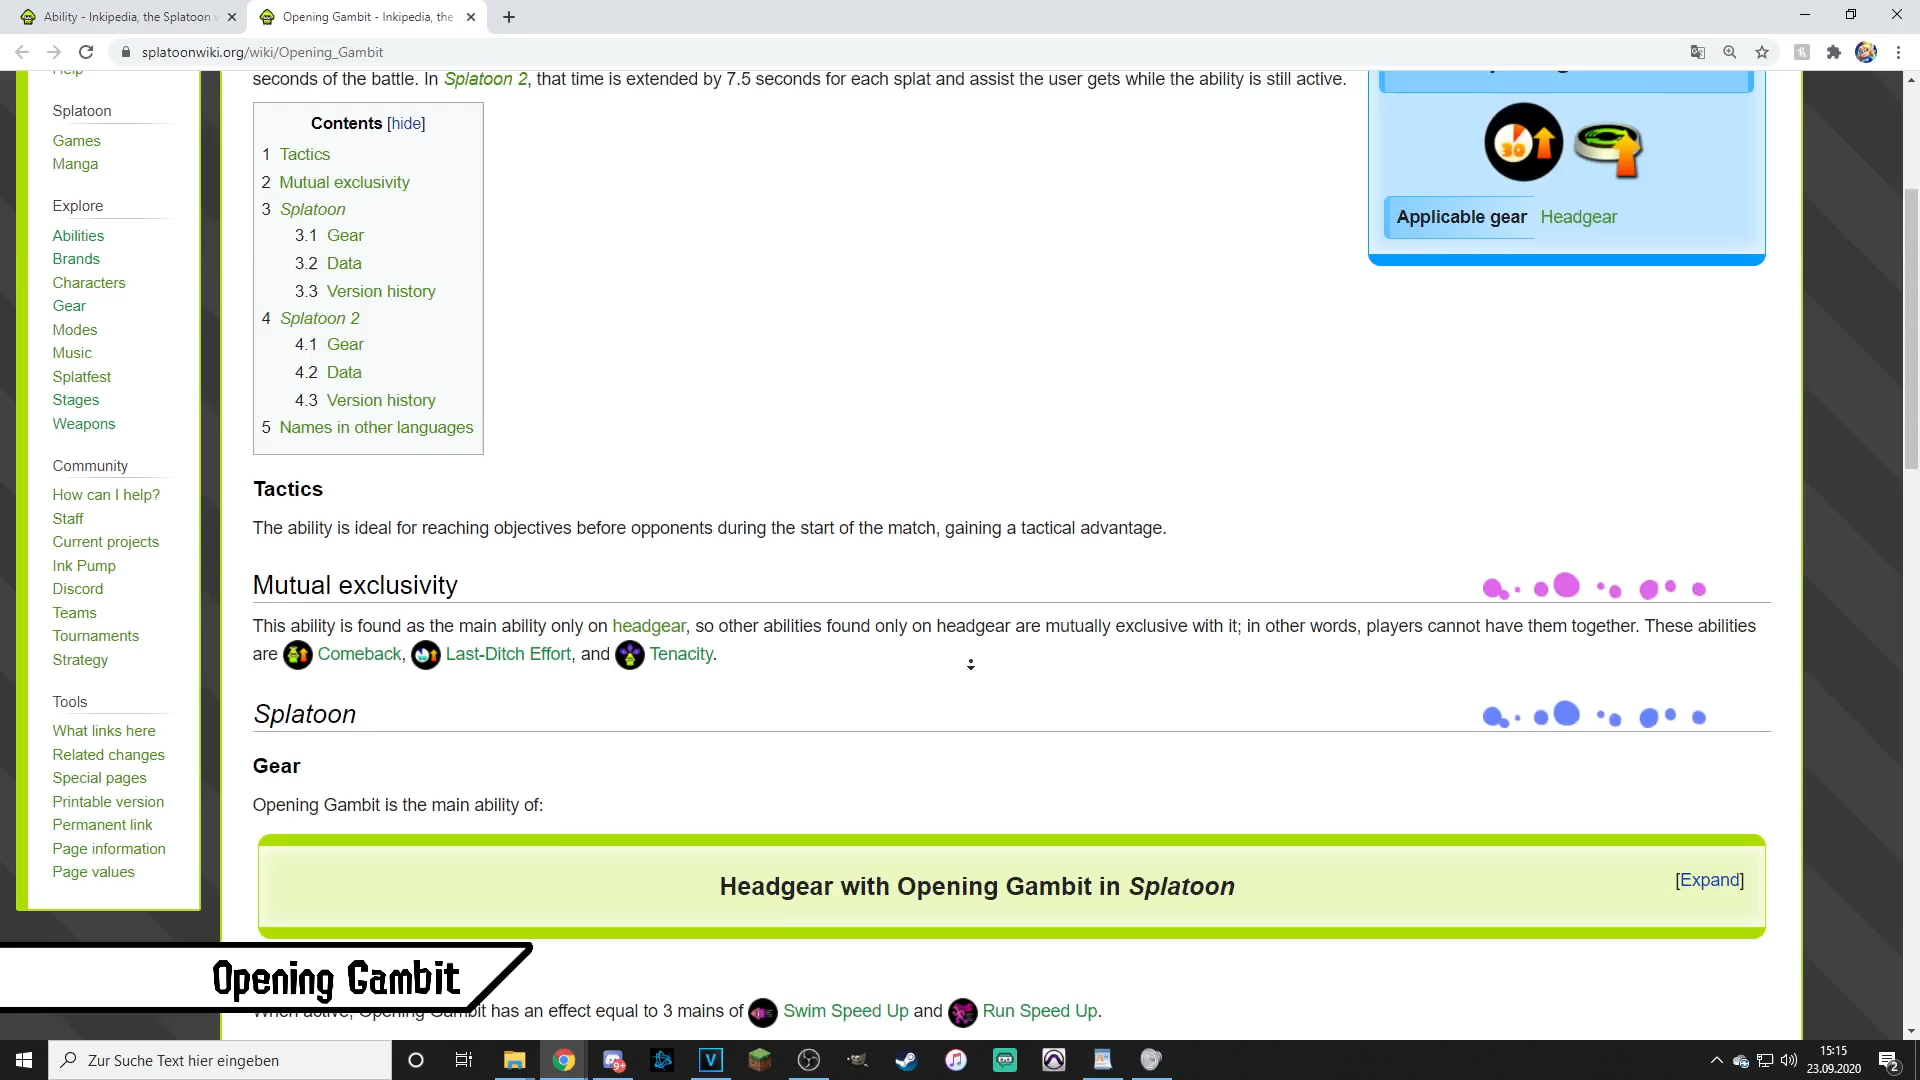 Ability - Inkipedia, the Splatoon
Opening Gambit - Inkipedia, the
splatoonwiki.org/wiki/Opening_Gambit
Help
Splatoon
Games
Manga
Explore
Abilities
Brands
Characters
Gear
Modes
Music
Splatfest
Stages
Weapons
Community
How can I help?
Staff
Current projects
Ink Pump
Discord
Teams
Tournaments
Strategy
Tools
What links here
Related changes
Special pages
Printable version
Permanent link
Page information
Page values
seconds of the battle. In Splatoon 2, that time is extended by 7.5 seconds for each splat and assist the user gets while the ability is still active.
Contents [hide]
1 Tactics
2 Mutual exclusivity
3 Splatoon
3.1 Gear
3.2 Data
3.3 Version history
4 Splatoon 2
4.1 Gear
4.2 Data
4.3 Version history
5 Names in other languages
30
Applicable gear Headgear
Tactics
The ability is ideal for reaching objectives before opponents during the start of the match, gaining a tactical advantage.
Mutual exclusivity
This ability is found as the main ability only on headgear, so other abilities found only on headgear are mutually exclusive with it; in other words, players cannot have them together. These abilities
are Comeback, Last-Ditch Effort, and Tenacity.
Splatoon
Gear
Opening Gambit is the main ability of:
Headgear with Opening Gambit in Splatoon
[Expand]
Opening Gambit
When active, Opening Gambit has an effect equal to 3 mains of Swim Speed Up and Run Speed Up.
Zur Suche Text hier eingeben
9+
V
15:15
23.09.2020
2